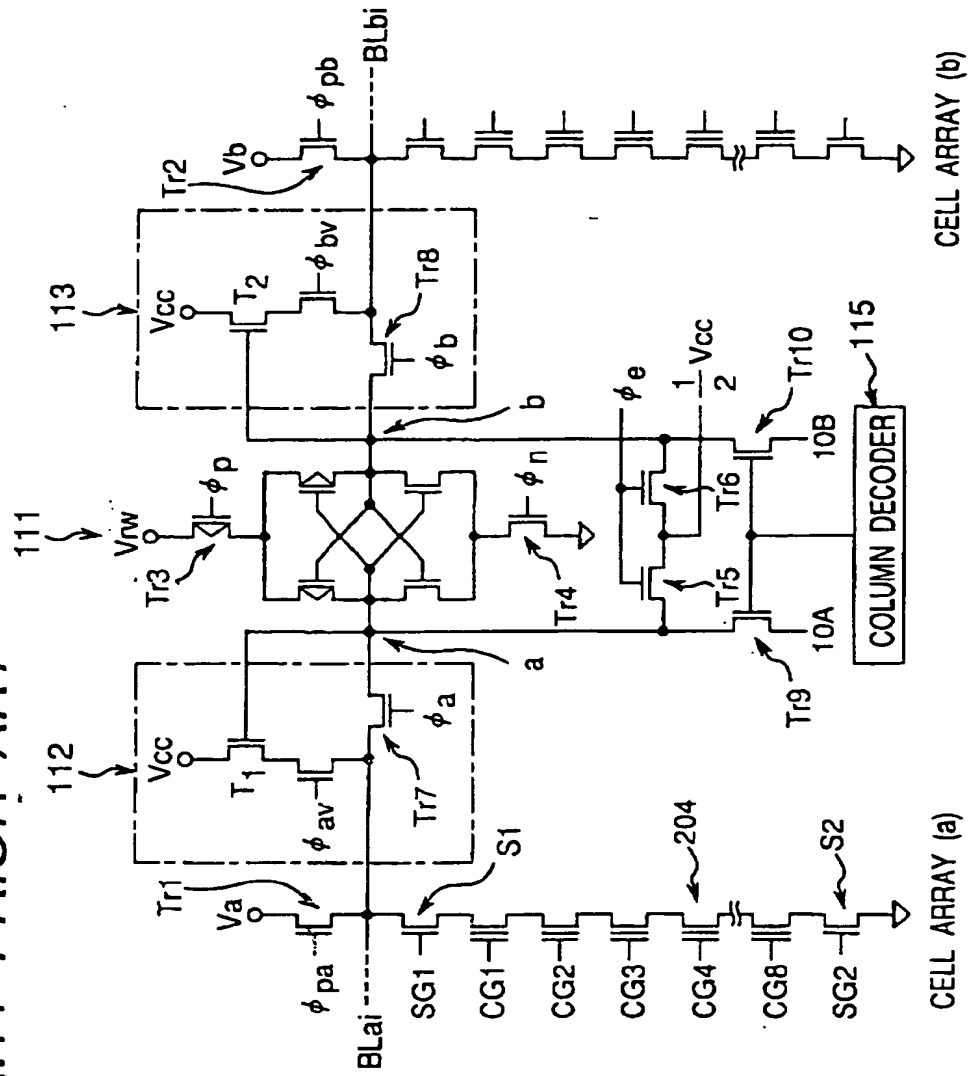 111
112
113
Vrw
Vcc
Vcc
ϕp
Va
Tr1
T1
Tr3
T2
Tr2
Vb
ϕpa
ϕav
ϕbv
ϕpb
BLai
BLbi
Tr7
ϕa
a
b
ϕb
Tr8
Tr4
ϕn
S1
SG1
CG1
CG2
CG3
CG4
204
CG8
SG2
S2
ϕe
Tr5
Tr6
1
2
Vcc
Tr9
Tr10
10A
10B
COLUMN DECODER
115
CELL ARRAY (a)
CELL ARRAY (b)